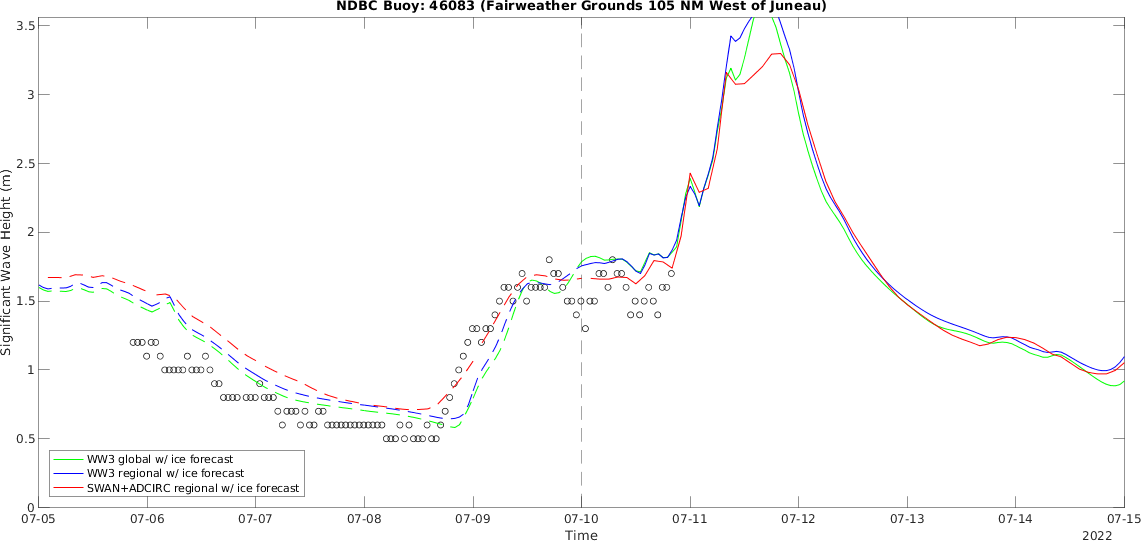 NDBC Buoy: 46083 (Fairweather Grounds 105 NM West of Juneau)
Significant Wave Height (m)
3.5
3
2.5
2
1.5
1
0.5
0
WW3 global w/ ice forecast
WW3 regional w/ ice forecast
SWAN+ADCIRC regional w/ ice forecast
07-05 07-06 07-07 07-08 07-09 07-10 07-11 07-12 07-13 07-14 07-15
Time
2022